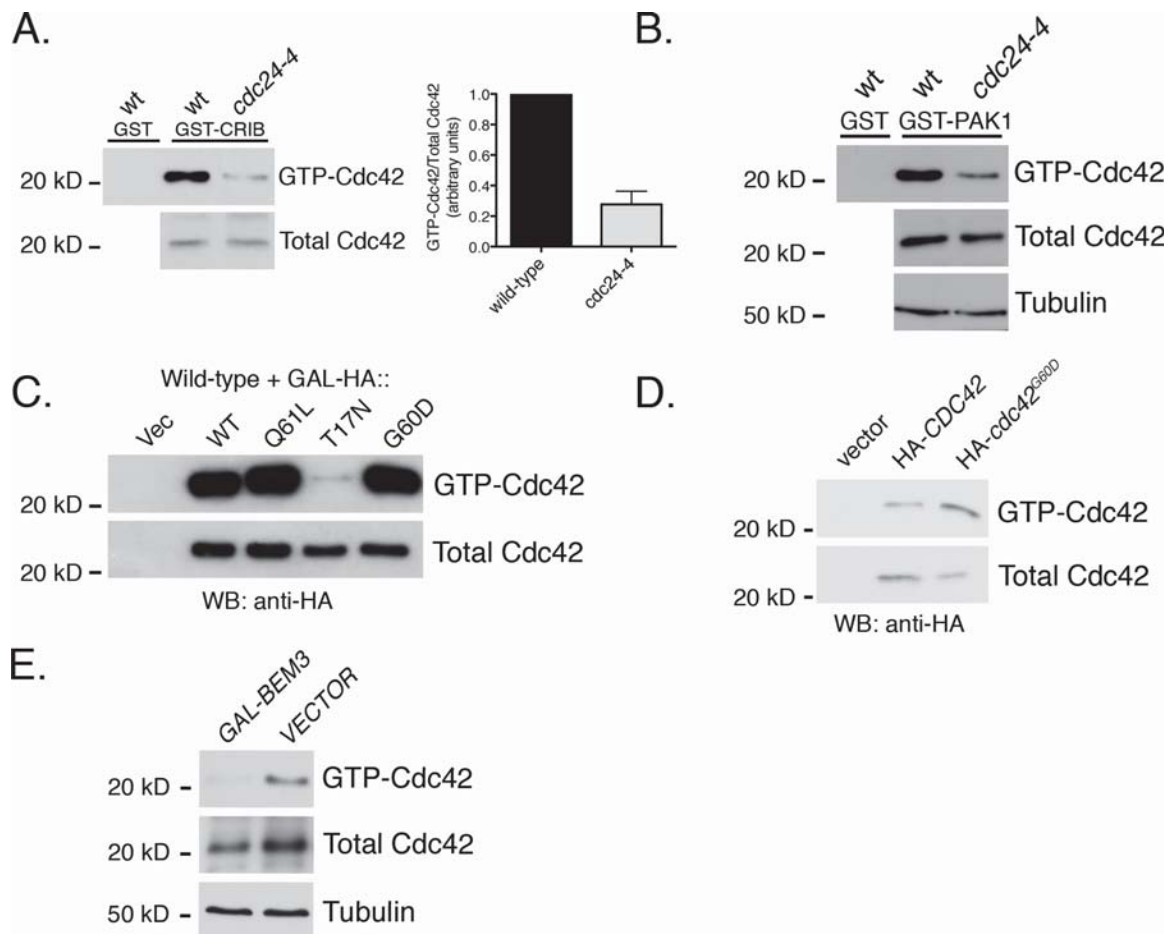 A.
wt
wt
cdc24-4
GST
GST-CRIB
20 kD
GTP-Cdc42
20 kD
Total Cdc42
GTP-Cdc42/Total Cdc42
(arbitrary units)
1.0
0.8
0.6
0.4
0.2
0.0
wild-type
cdc24-4
B.
wt
wt
cdc24-4
GST
GST-PAK1
20 kD
GTP-Cdc42
20 kD
Total Cdc42
50 kD
Tubulin
C.
Wild-type + GAL-HA::
Vec
WT
Q61L
T17N
G60D
20 kD
GTP-Cdc42
20 kD
Total Cdc42
WB: anti-HA
D.
vector
HA-CDC42
HA-cdc42G60D
20 kD
GTP-Cdc42
20 kD
Total Cdc42
WB: anti-HA
E.
GAL-BEM3
VECTOR
20 kD
GTP-Cdc42
20 kD
Total Cdc42
50 kD
Tubulin